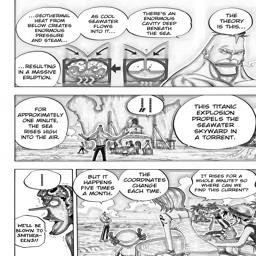 THE
THEORY
IS THIS...
THERE'S AN
ENORMOUS
CAVITY DEEP
BENEATH
THE SEA.
AS COOL
SEAWATER
FLOWS
INTO IT...
...GEOTHERMAL
HEAT FROM
BELOW CREATES
ENORMOUS
PRESSURE
AND STEAM...
...RESULTING
IN A MASSIVE
ERUPTION.
THIS TITANIC
EXPLOSION
PROPELS THE
SEAWATER
SKYWARD IN
A TORRENT.
!!
FOR
APPROXIMATELY
ONE MINUTE,
THE SEA
RISES HIGH
INTO THE AIR.
IT RISES FOR A
WHOLE MINUTE? SO
WHERE CAN WE
FIND THIS CURRENT?
THE
COORDINATES
CHANGE
EACH TIME.
BUT IT
HAPPENS
FIVE TIMES
A MONTH.
!
WE'LL BE
BLOWN TO